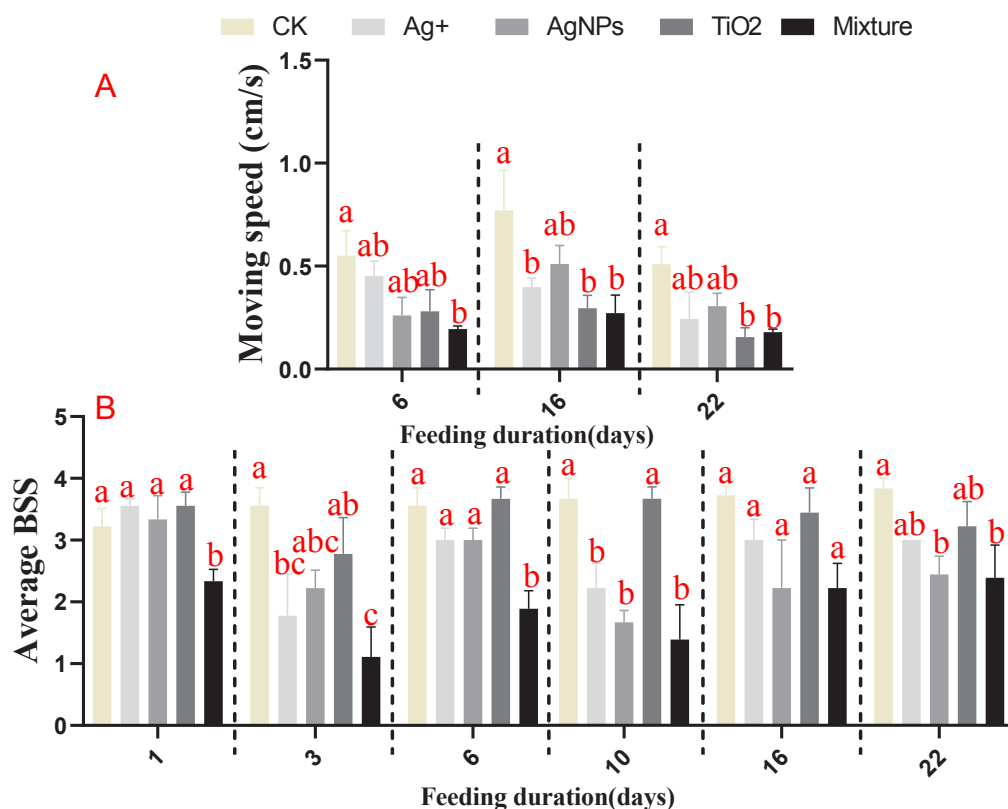 CK Ag+ AgNPs TiO2 Mixture
A
Moving speed (cm/s)
1.5
1.0
0.5
0.0
a ab ab ab b
a b ab b b
a ab ab b b
6 16 22
Feeding duration(days)
B
Average BSS
5
4
3
2
1
0
a a a a b
a bc abc ab c
a a a a b
a b b a b
a a a a a
a ab b ab b
1 3 6 10 16 22
Feeding duration(days)